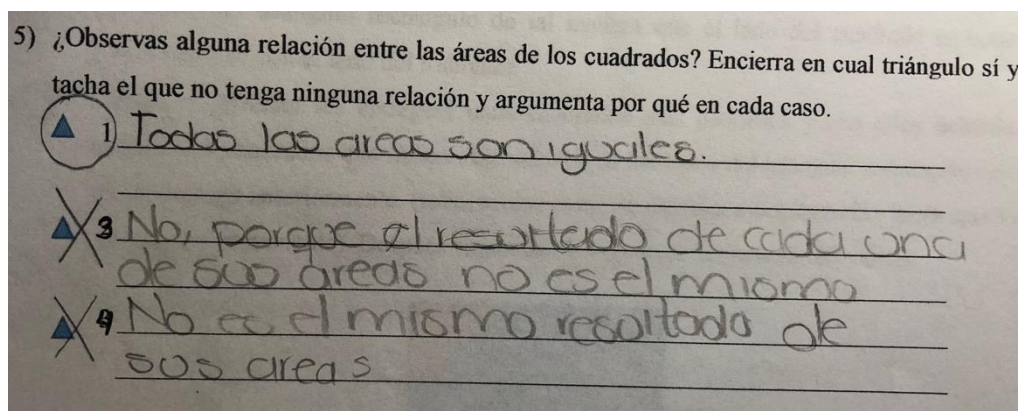 5) ¿Observas alguna relación entre las áreas de los cuadrados? Encierra en cual triángulo sí y
tacha el que no tenga ninguna relación y argumenta por qué en cada caso.
1) Todas las areas son iguales.
3 No, porque el resultado de cada una
de sus áreas no es el mismo
4 No es el mismo resultado de
sus areas